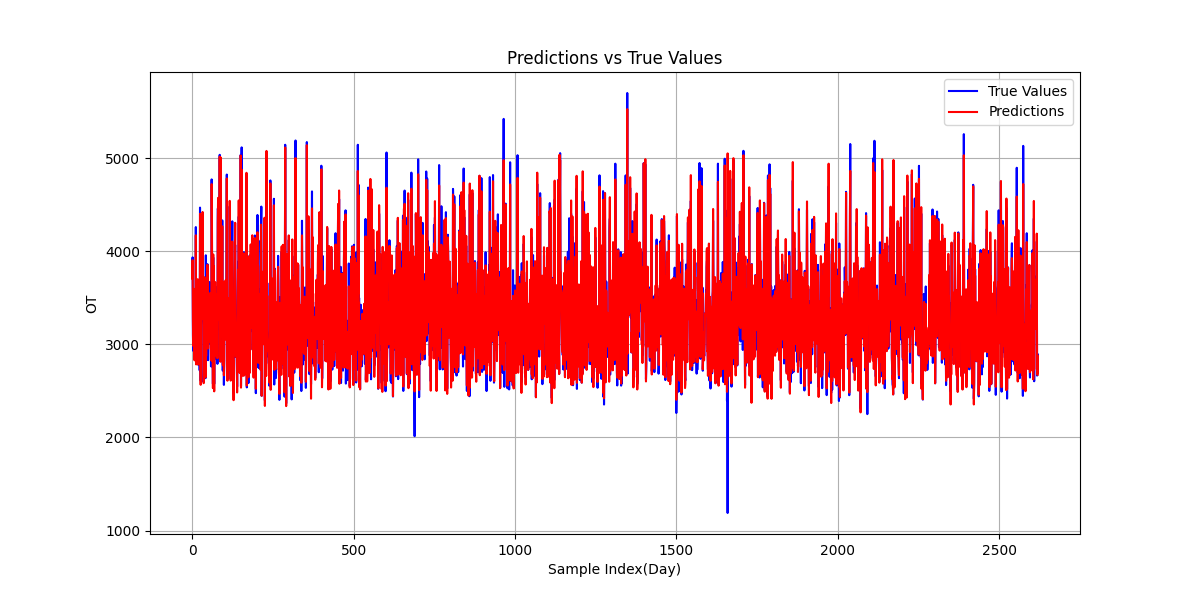 Predictions vs True Values
True Values
Predictions
OT
5000
4000
3000
2000
1000
0 500 1000 1500 2000 2500
Sample Index(Day)